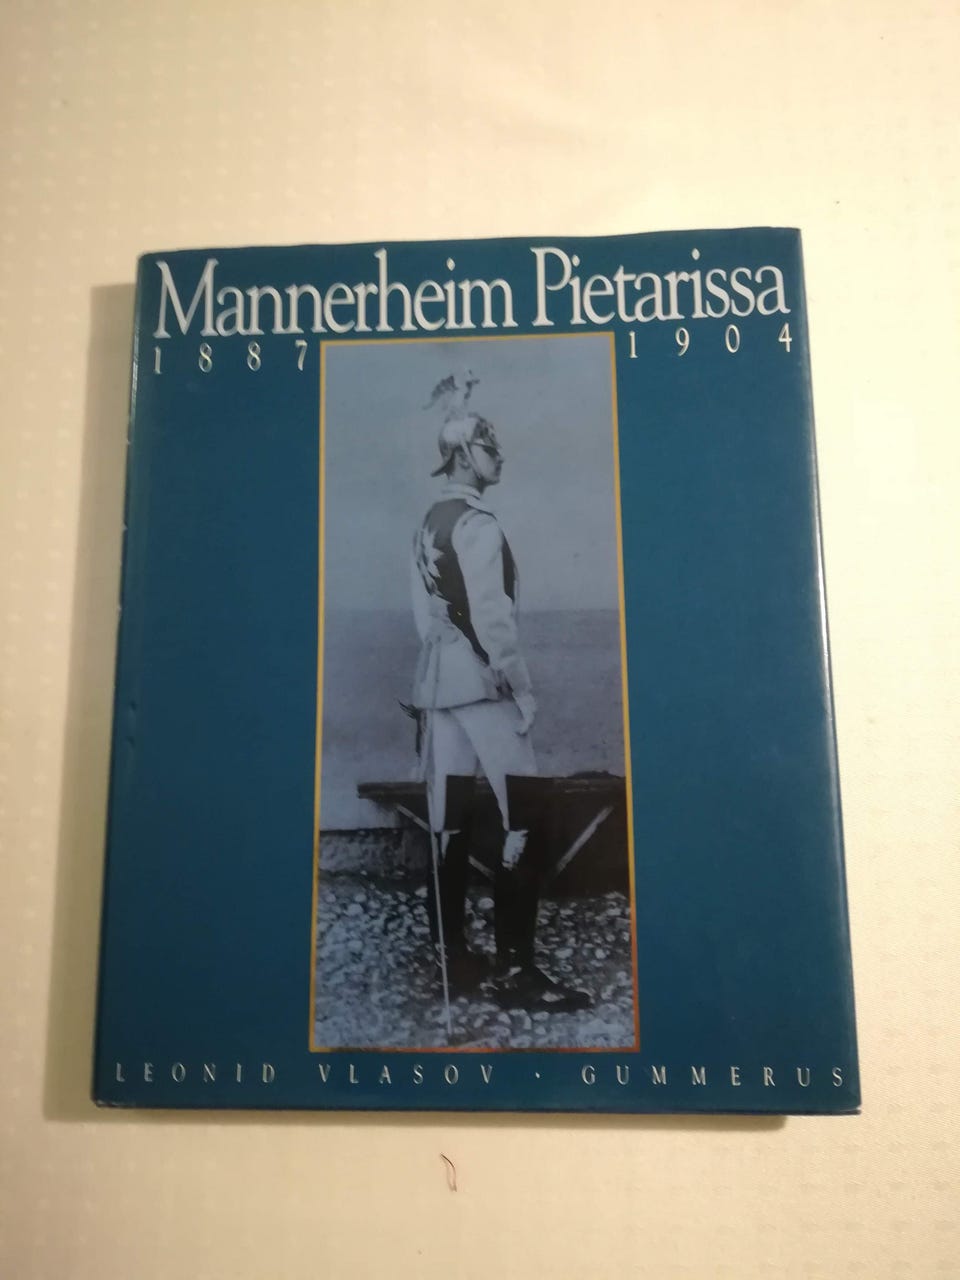 Mannerheim Pietarissa
1887 1904
LEONID VLASOV · GUMMERUS